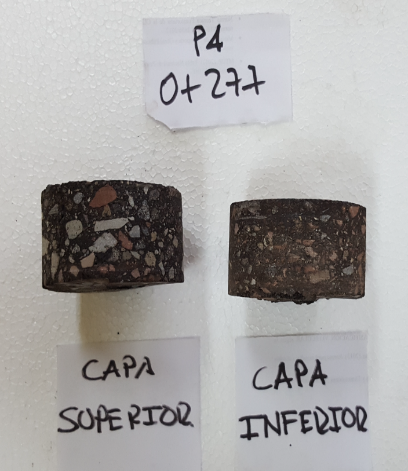 P4
0+277
CAPA
SUPERIOR
CAPA
INFERIOR